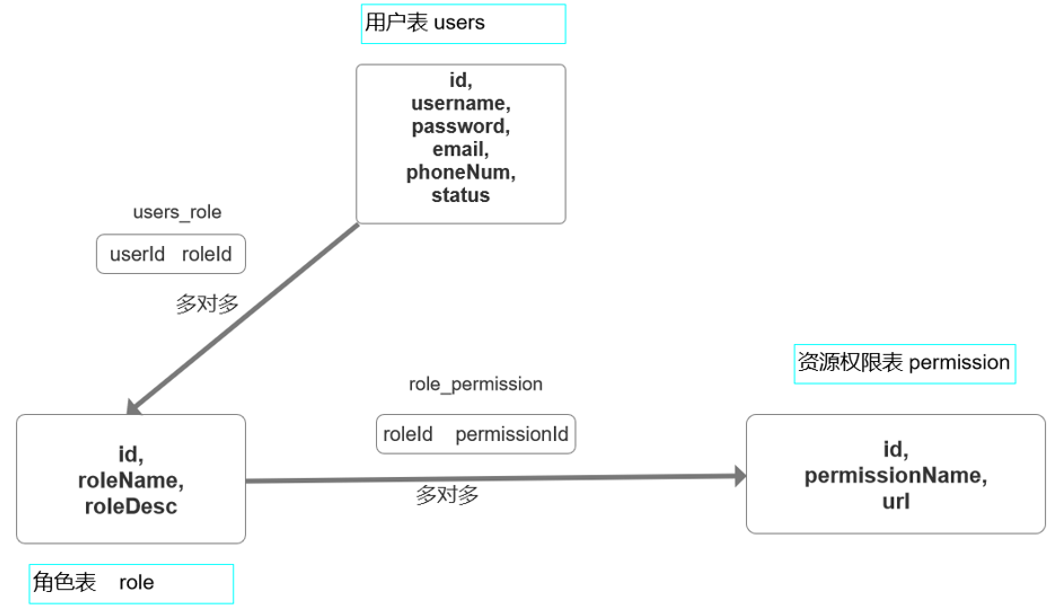 用户表 users
id,
username,
password,
email,
phoneNum,
status
users_role
userId roleId
多对多
资源权限表 permission
role_permission
roleId permissionId
多对多
id,
roleName,
roleDesc
id,
permissionName,
url
角色表 role